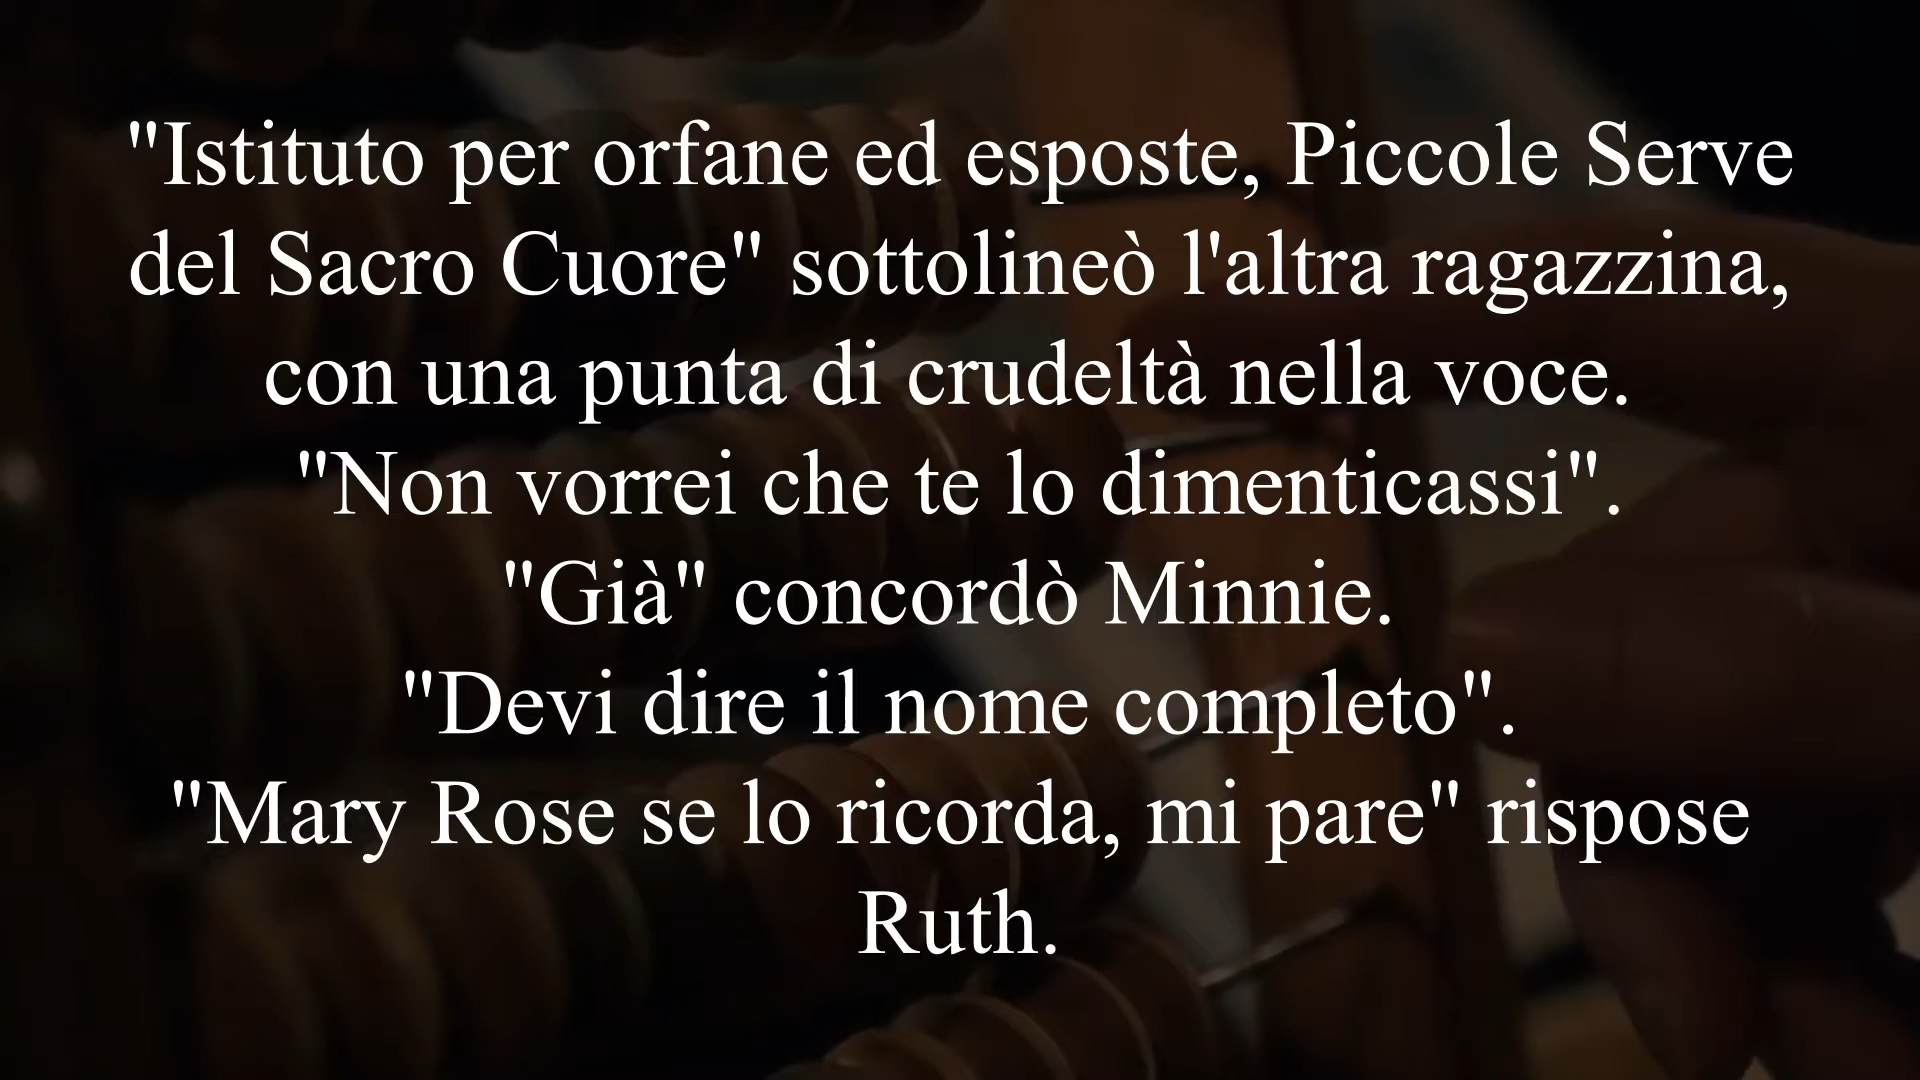 "Istituto per orfane ed esposte, Piccole Serve
del Sacro Cuore" sottolineò l'altra ragazzina,
con una punta di crudeltà nella voce.
"Non vorrei che te lo dimenticassi".
"Già" concordò Minnie.
"Devi dire il nome completo".
"Mary Rose se lo ricorda, mi pare" rispose
Ruth.